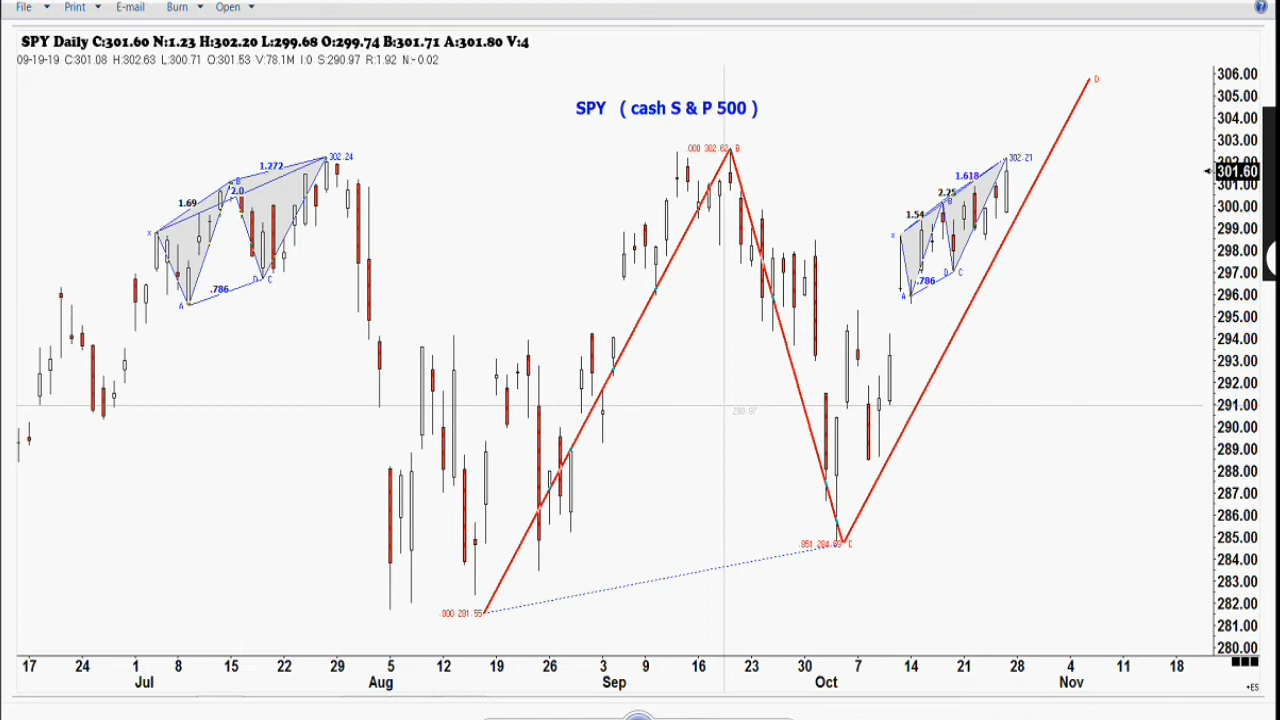 File Print E-mail Burn Open
SPY Daily C:301.60 N:1.23 H:302.20 L:299.68 O:299.74 B:301.71 A:301.80 V:4
09-19-19 C:301.08 H:302.63 L:300.71 O:301.53 V:78.1M I:0 S:290.97 R:1.92 N:-0.02
SPY ( cash S & P 500 )
306.00
305.00
304.00
303.00
301.60
301.00
300.00
299.00
298.00
297.00
296.00
295.00
294.00
293.00
292.00
291.00
290.00
289.00
288.00
287.00
286.00
285.00
284.00
283.00
282.00
281.00
280.00
D
.000 302.63 B
1.272 302.24
B
2.0
1.69
X
D C
.786
A
302.21
1.618
2.25
B
1.54
X
D C
.786
A
290.97
C
.000 281.55
17 24 1 8 15 22 29 5 12 19 26 3 9 16 23 30 7 14 21 28 4 11 18
Jul Aug Sep Oct Nov
+ES